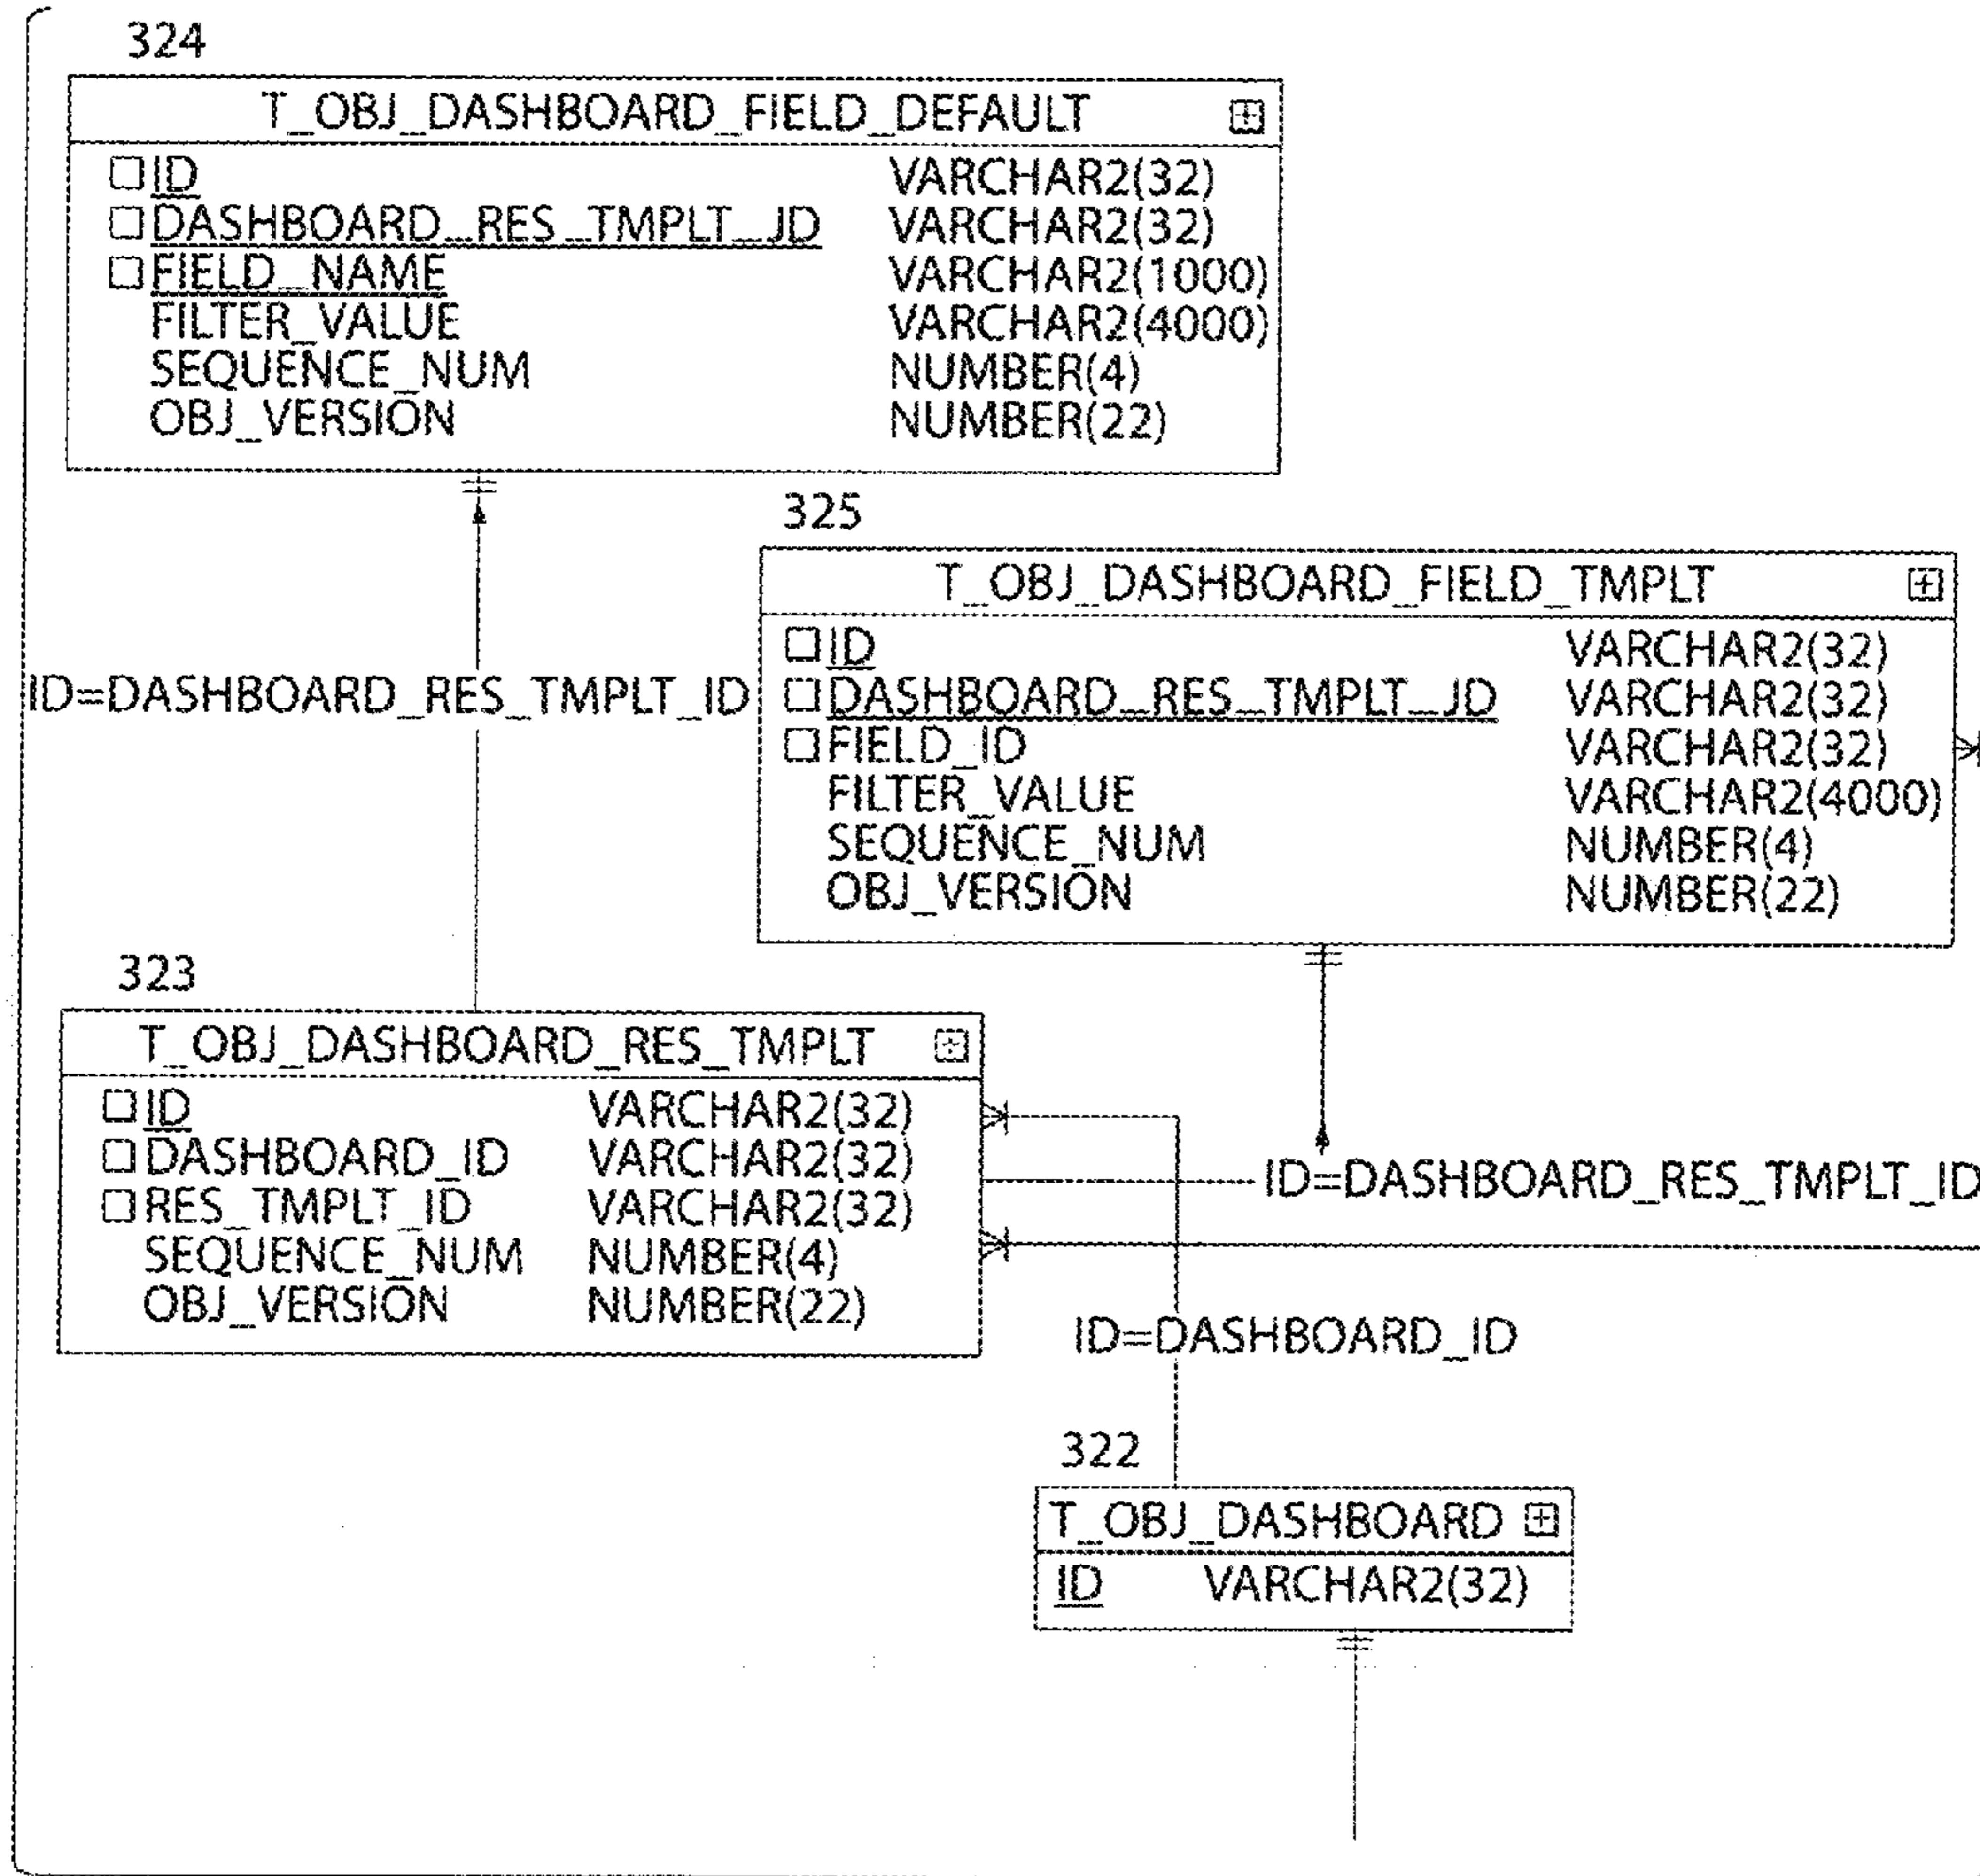 324
T_OBJ_DASHBOARD_FIELD_DEFAULT
ID VARCHAR2(32)
DASHBOARD_RES_TMPLT_ID VARCHAR2(32)
FIELD_NAME VARCHAR2(1000)
FILTER_VALUE VARCHAR2(4000)
SEQUENCE_NUM NUMBER(4)
OBJ_VERSION NUMBER(22)
325
T_OBJ_DASHBOARD_FIELD_TMPLT
ID VARCHAR2(32)
DASHBOARD_RES_TMPLT_ID VARCHAR2(32)
FIELD_ID VARCHAR2(32)
FILTER_VALUE VARCHAR2(4000)
SEQUENCE_NUM NUMBER(4)
OBJ_VERSION NUMBER(22)
ID=DASHBOARD_RES_TMPLT_ID
323
T_OBJ_DASHBOARD_RES_TMPLT
ID VARCHAR2(32)
DASHBOARD_ID VARCHAR2(32)
RES_TMPLT_ID VARCHAR2(32)
SEQUENCE_NUM NUMBER(4)
OBJ_VERSION NUMBER(22)
ID=DASHBOARD_RES_TMPLT_ID
ID=DASHBOARD_ID
322
T_OBJ_DASHBOARD
ID VARCHAR2(32)